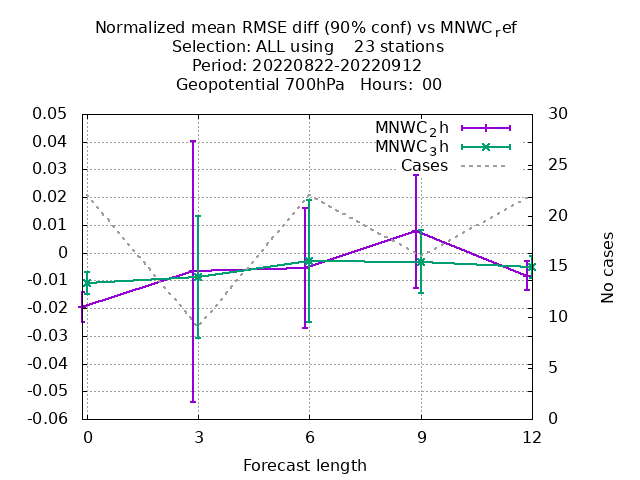 Normalized mean RMSE diff (90% conf) vs MNWC_ref
Selection: ALL using    23 stations
Period: 20220822-20220912
Geopotential 700hPa   Hours:  00
MNWC_2h
MNWC_3h
Cases
0.05
0.04
0.03
0.02
0.01
0
-0.01
-0.02
-0.03
-0.04
-0.05
-0.06
30
25
20
15
10
5
0
No cases
0 3 6 9 12
Forecast length